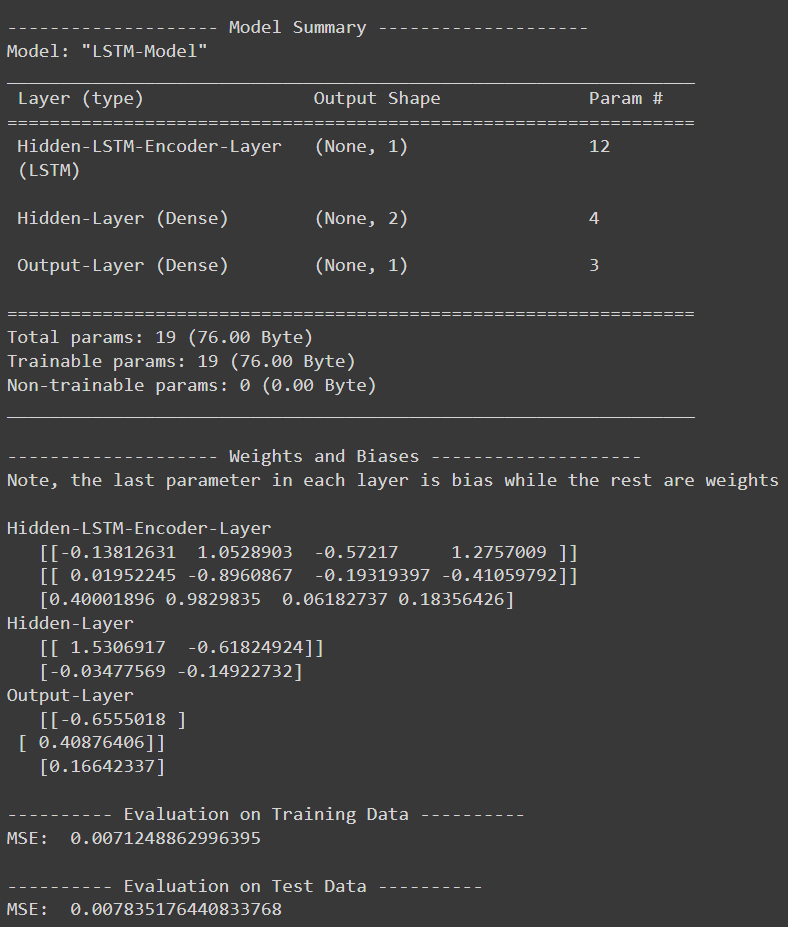 -------------------- Model Summary --------------------
Model: "LSTM-Model"
_________________________________________________________________
 Layer (type)                Output Shape              Param #
=================================================================
 Hidden-LSTM-Encoder-Layer   (None, 1)                 12
 (LSTM)
 Hidden-Layer (Dense)        (None, 2)                 4
 Output-Layer (Dense)        (None, 1)                 3
=================================================================
Total params: 19 (76.00 Byte)
Trainable params: 19 (76.00 Byte)
Non-trainable params: 0 (0.00 Byte)
_________________________________________________________________
-------------------- Weights and Biases --------------------
Note, the last parameter in each layer is bias while the rest are weights
Hidden-LSTM-Encoder-Layer
   [[-0.13812631  1.0528903  -0.57217     1.2757009 ]]
   [[ 0.01952245 -0.8960867  -0.19319397 -0.41059792]]
   [0.40001896 0.9829835  0.06182737 0.18356426]
Hidden-Layer
   [[ 1.5306917  -0.61824924]]
   [-0.03477569 -0.14922732]
Output-Layer
   [[-0.6555018 ]
 [ 0.40876406]]
   [0.16642337]
---------- Evaluation on Training Data ----------
MSE:  0.0071248862996395
---------- Evaluation on Test Data ----------
MSE:  0.007835176440833768